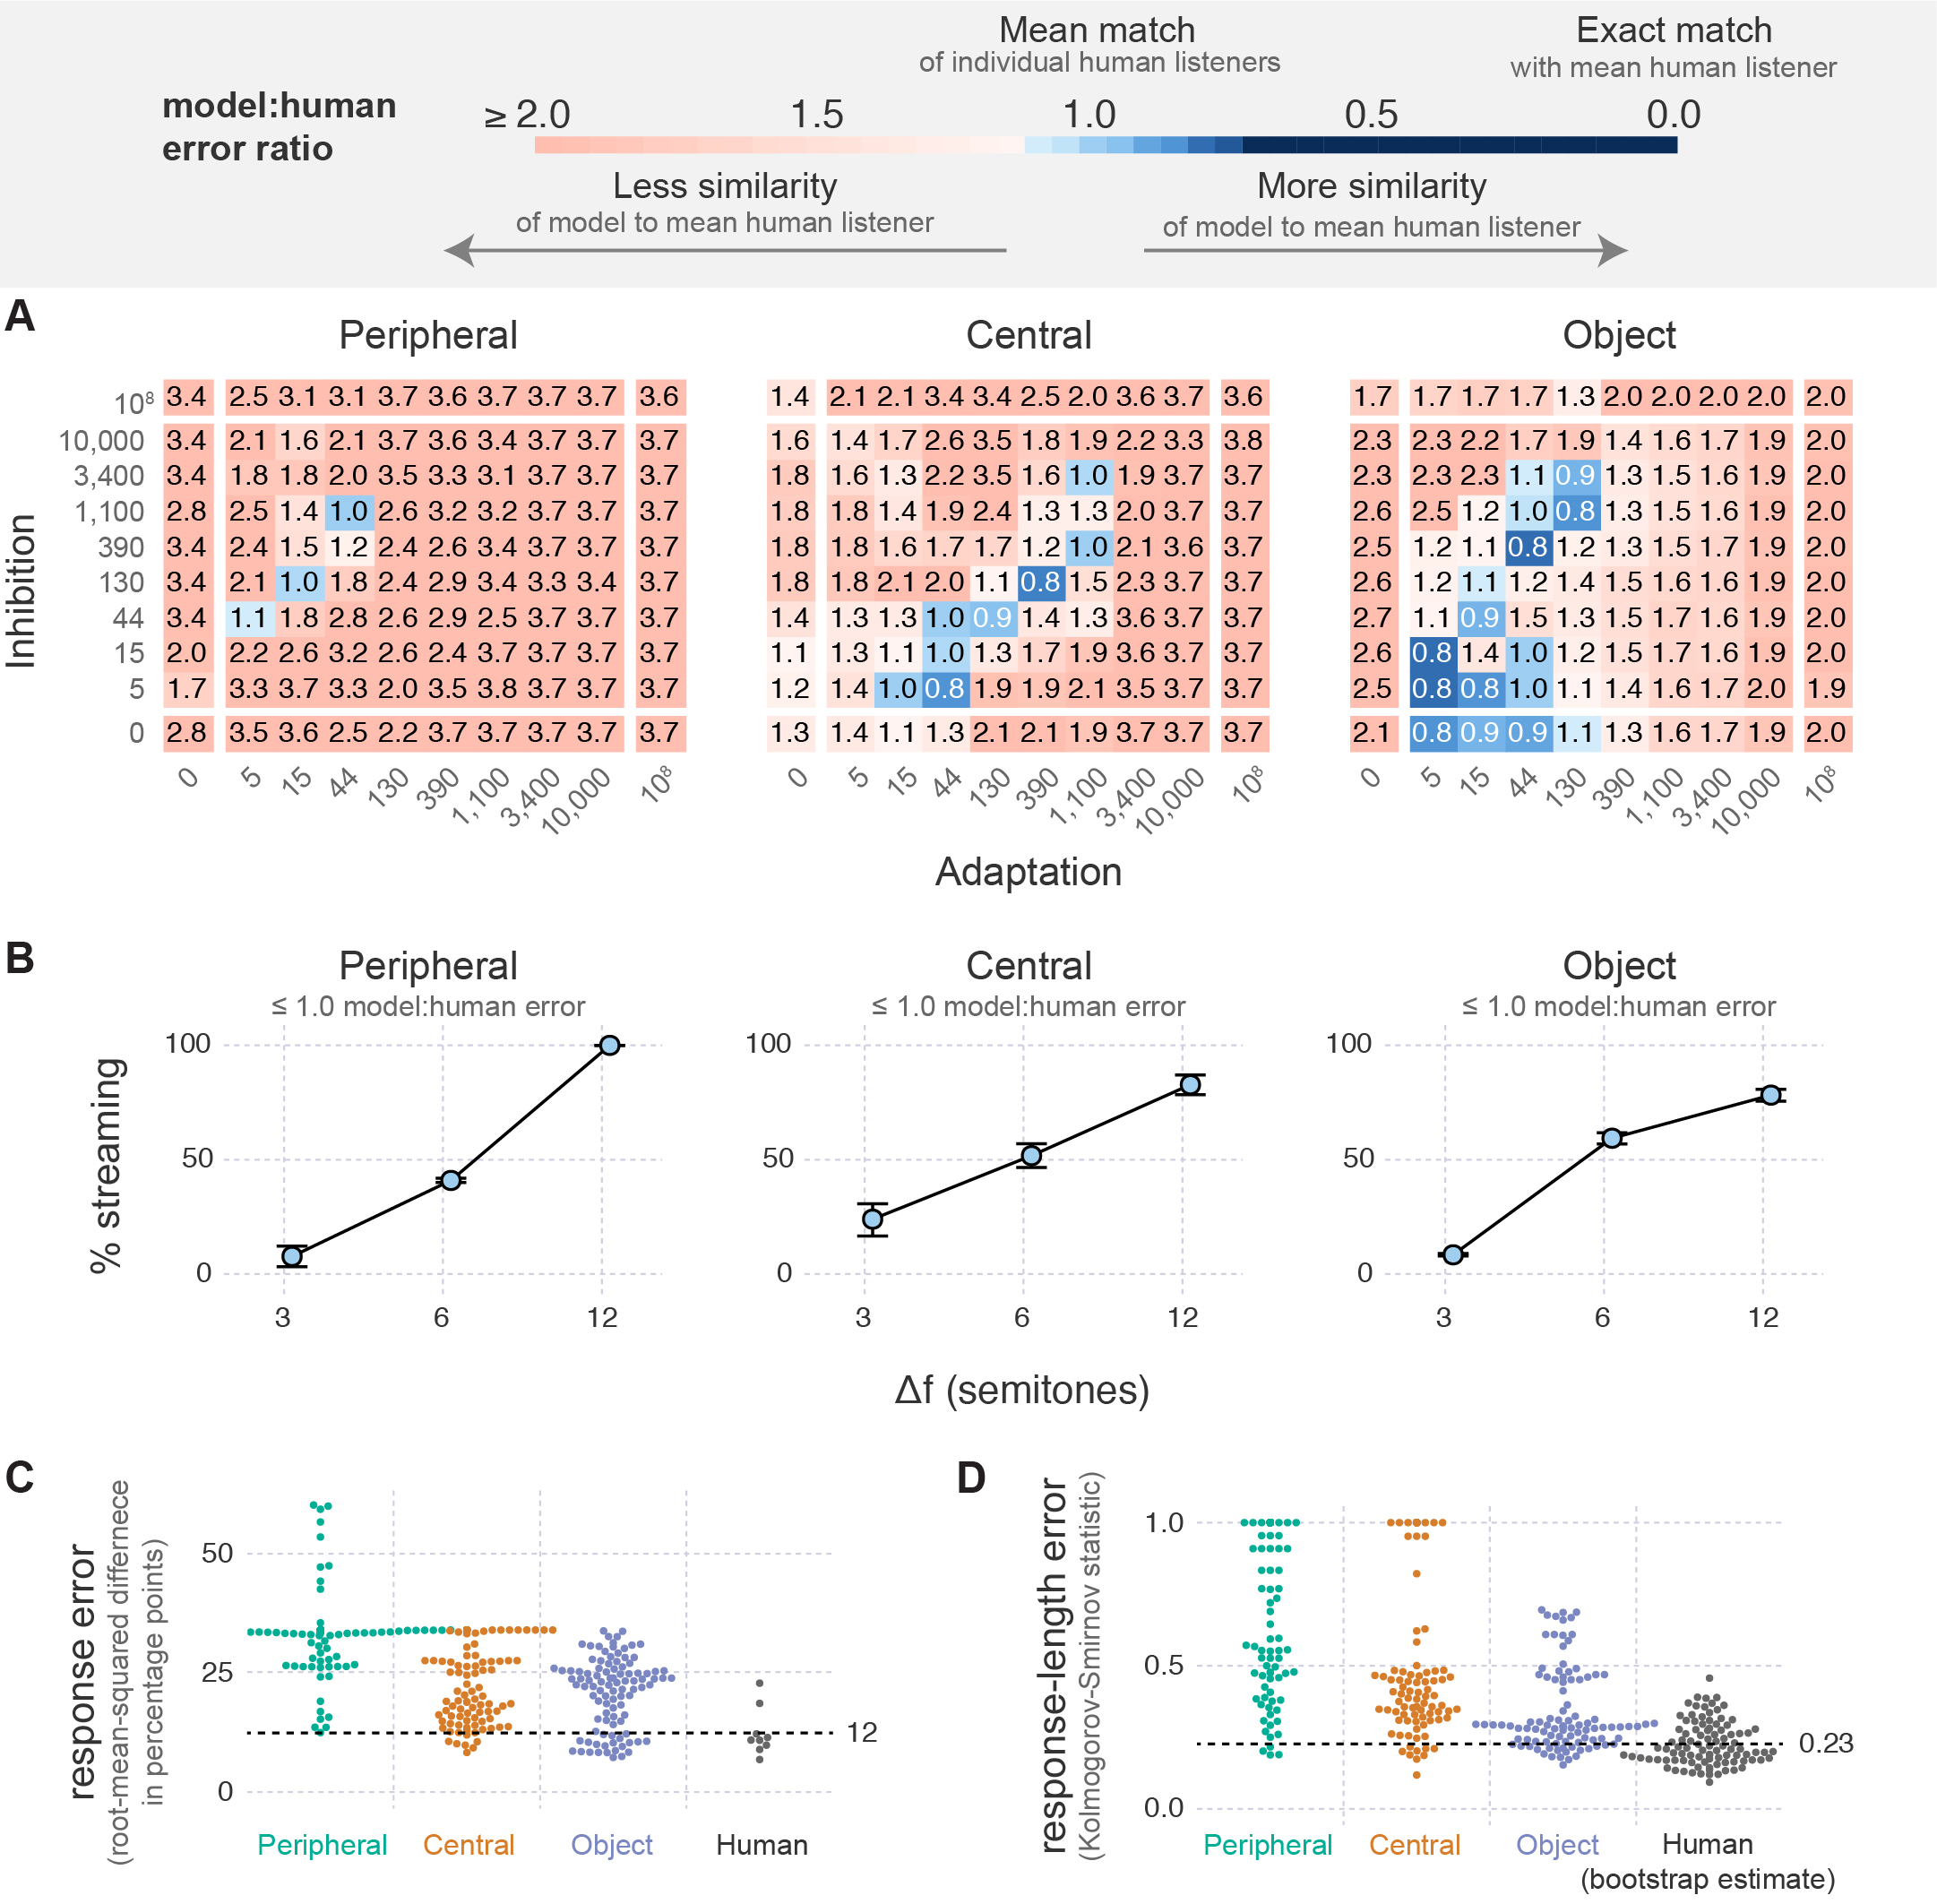 Mean match
of individual human listeners
Exact match
with mean human listener
model:human
error ratio
≥ 2.0 1.5 1.0 0.5 0.0
Less similarity
of model to mean human listener
More similarity
of model to mean human listener
A
Peripheral Central Object
Inhibition
10⁸ 3.4 2.5 3.1 3.1 3.7 3.6 3.7 3.7 3.7 3.6 1.4 2.1 2.1 3.4 3.4 2.5 2.0 3.6 3.7 3.6 1.7 1.7 1.7 1.7 1.3 2.0 2.0 2.0 2.0 2.0
10,000 3.4 2.1 1.6 2.1 3.7 3.6 3.4 3.7 3.7 3.7 1.6 1.4 1.7 2.6 3.5 1.8 1.9 2.2 3.3 3.8 2.3 2.3 2.2 1.7 1.9 1.4 1.6 1.7 1.9 2.0
3,400 3.4 1.8 1.8 2.0 3.5 3.3 3.1 3.7 3.7 3.7 1.8 1.6 1.3 2.2 3.5 1.6 1.0 1.9 3.7 3.7 2.3 2.3 2.3 1.1 0.9 1.3 1.5 1.6 1.9 2.0
1,100 2.8 2.5 1.4 1.0 2.6 3.2 3.2 3.7 3.7 3.7 1.8 1.8 1.4 1.9 2.4 1.3 1.3 2.0 3.7 3.7 2.6 2.5 1.2 1.0 0.8 1.3 1.5 1.6 1.9 2.0
390 3.4 2.4 1.5 1.2 2.4 2.6 3.4 3.7 3.7 3.7 1.8 1.8 1.6 1.7 1.7 1.2 1.0 2.1 3.6 3.7 2.5 1.2 1.1 0.8 1.2 1.3 1.5 1.7 1.9 2.0
130 3.4 2.1 1.0 1.8 2.4 2.9 3.4 3.3 3.4 3.7 1.8 1.8 2.1 2.0 1.1 0.8 1.5 2.3 3.7 3.7 2.6 1.2 1.1 1.2 1.4 1.5 1.6 1.6 1.9 2.0
44 3.4 1.1 1.8 2.8 2.6 2.9 2.5 3.7 3.7 3.7 1.4 1.3 1.3 1.0 0.9 1.4 1.3 3.6 3.7 3.7 2.7 1.1 0.9 1.5 1.3 1.5 1.7 1.6 1.9 2.0
15 2.0 2.2 2.6 3.2 2.6 2.4 3.7 3.7 3.7 3.7 1.1 1.3 1.1 1.0 1.3 1.7 1.9 3.6 3.7 3.7 2.6 0.8 1.4 1.0 1.2 1.5 1.7 1.6 1.9 2.0
5 1.7 3.3 3.7 3.3 2.0 3.5 3.8 3.7 3.7 3.7 1.2 1.4 1.0 0.8 1.9 1.9 2.1 3.5 3.7 3.7 2.5 0.8 0.8 1.0 1.1 1.4 1.6 1.7 2.0 1.9
0 2.8 3.5 3.6 2.5 2.2 3.7 3.7 3.7 3.7 3.7 1.3 1.4 1.1 1.3 2.1 2.1 1.9 3.7 3.7 3.7 2.1 0.8 0.9 0.9 1.1 1.3 1.6 1.7 1.9 2.0
0 5 15 44 130 390 1,100 3,400 10,000 10⁸ 0 5 15 44 130 390 1,100 3,400 10,000 10⁸ 0 5 15 44 130 390 1,100 3,400 10,000 10⁸
Adaptation
B
Peripheral Central Object
≤ 1.0 model:human error ≤ 1.0 model:human error ≤ 1.0 model:human error
% streaming
100 100 100
50 50 50
0 0 0
3 6 12 3 6 12 3 6 12
Δf (semitones)
C
response error
(root-mean-squared differnece
in percentage points)
50
25
12
0
Peripheral Central Object Human
D
response-length error
(Kolmogorov-Smirnov statistic)
1.0
0.5
0.23
0.0
Peripheral Central Object Human
(bootstrap estimate)